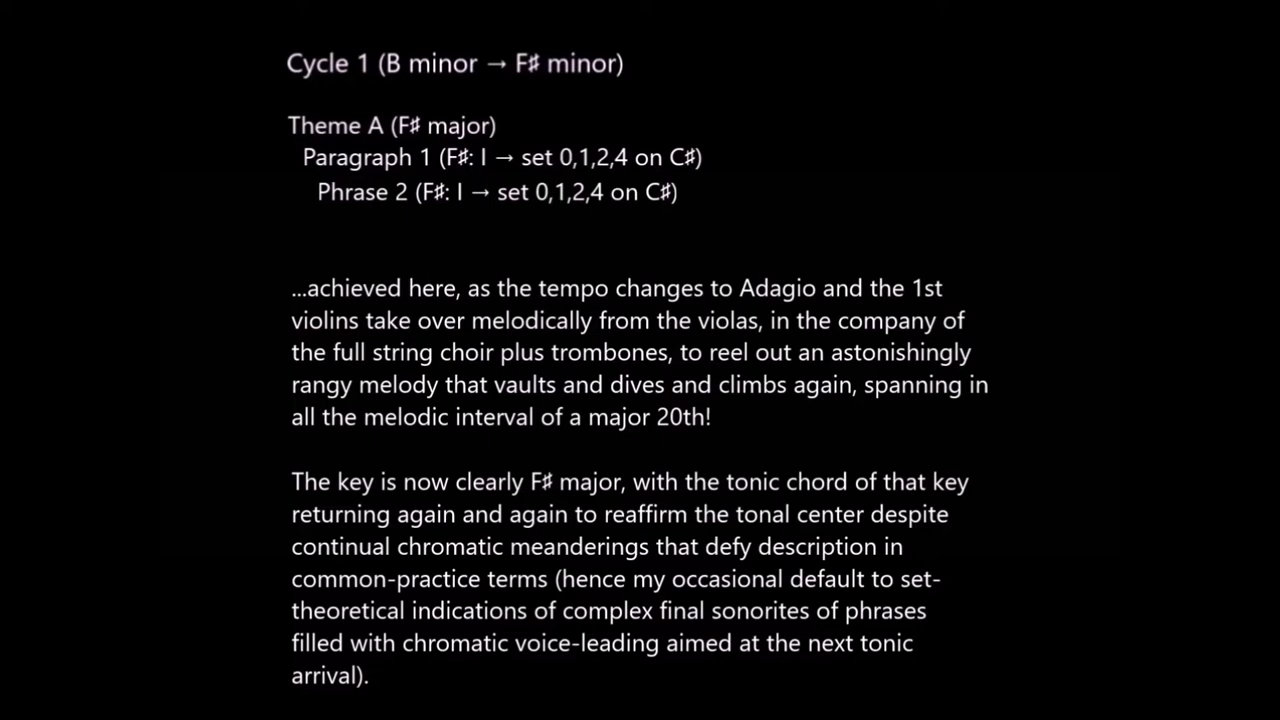 Cycle 1 (B minor → F♯ minor)
Theme A (F♯ major)
Paragraph 1 (F♯: I → set 0,1,2,4 on C♯)
Phrase 2 (F♯: I → set 0,1,2,4 on C♯)
...achieved here, as the tempo changes to Adagio and the 1st
violins take over melodically from the violas, in the company of
the full string choir plus trombones, to reel out an astonishingly
rangy melody that vaults and dives and climbs again, spanning in
all the melodic interval of a major 20th!
The key is now clearly F♯ major, with the tonic chord of that key
returning again and again to reaffirm the tonal center despite
continual chromatic meanderings that defy description in
common-practice terms (hence my occasional default to set-
theoretical indications of complex final sonorites of phrases
filled with chromatic voice-leading aimed at the next tonic
arrival).